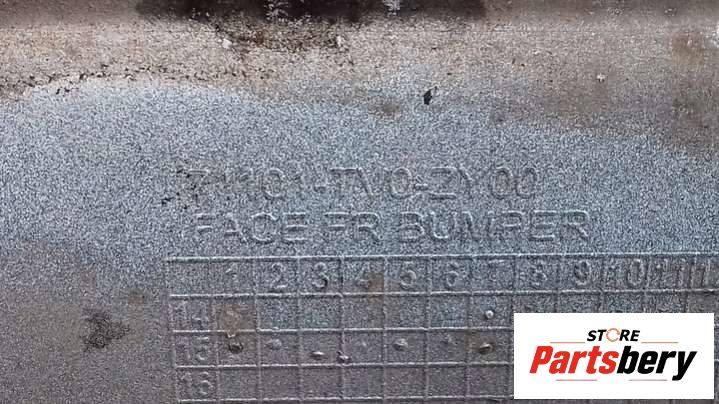 71101-TV0-ZY00
FACE FR BUMPER
1 2 3 4 5 6 7 8 9 10 11 1
14
15
16
STORE
Partsbery